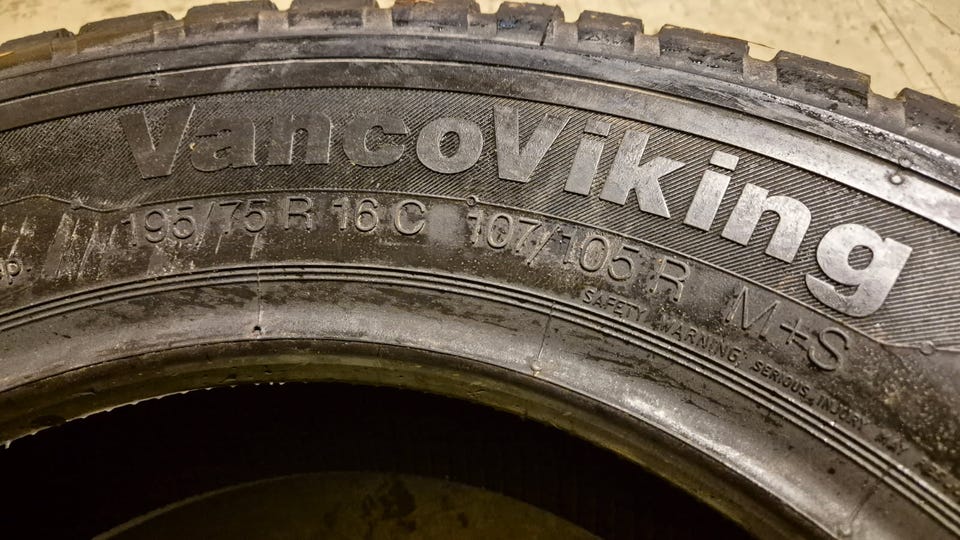 VancoViking
195/75 R 16 C 107/105 R M+S
SAFETY WARNING: SERIOUS INJURY MAY